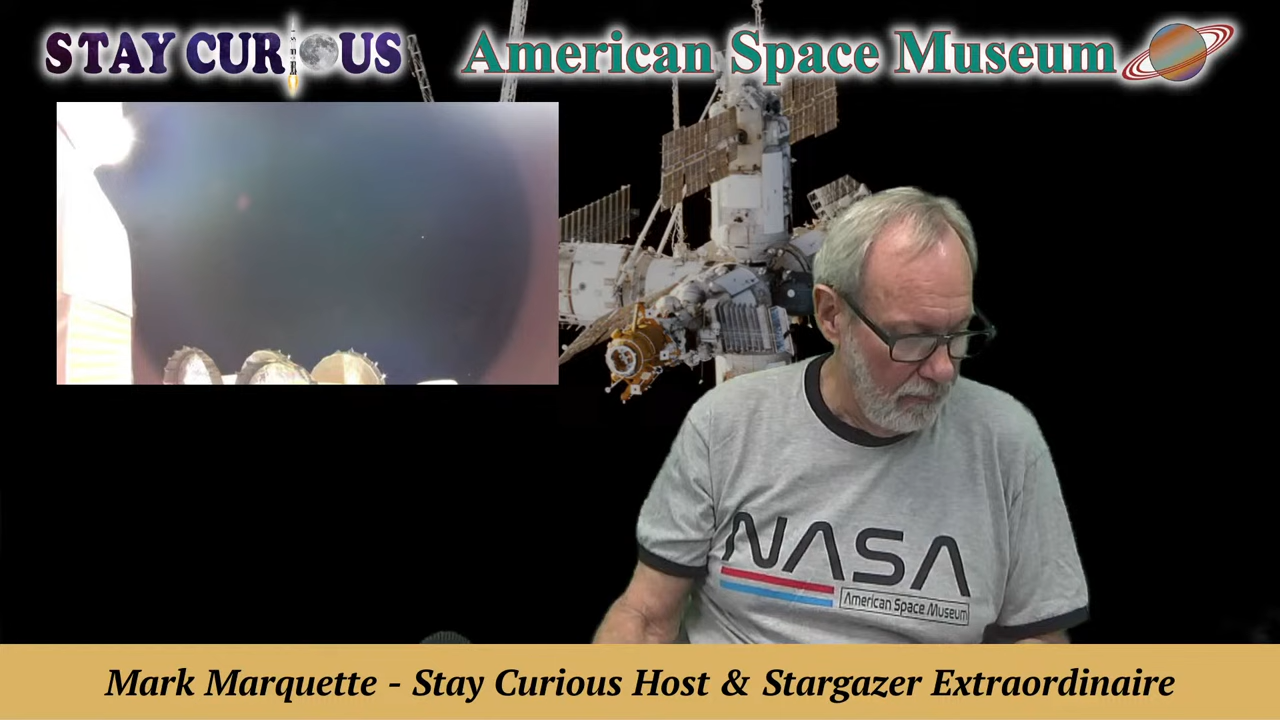 STAY CURIOUS
American Space Museum
NASA
American Space Museum
Mark Marquette - Stay Curious Host & Stargazer Extraordinaire